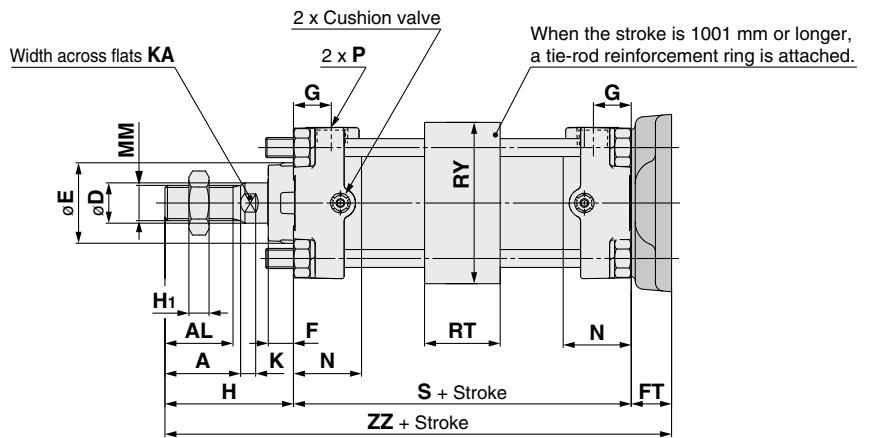 2 x Cushion valve
When the stroke is 1001 mm or longer,
a tie-rod reinforcement ring is attached.
Width across flats KA
2 x P
G
G
MM
RY
øE
øD
H1
AL
F
RT
N
A
K
N
H
S + Stroke
FT
ZZ + Stroke